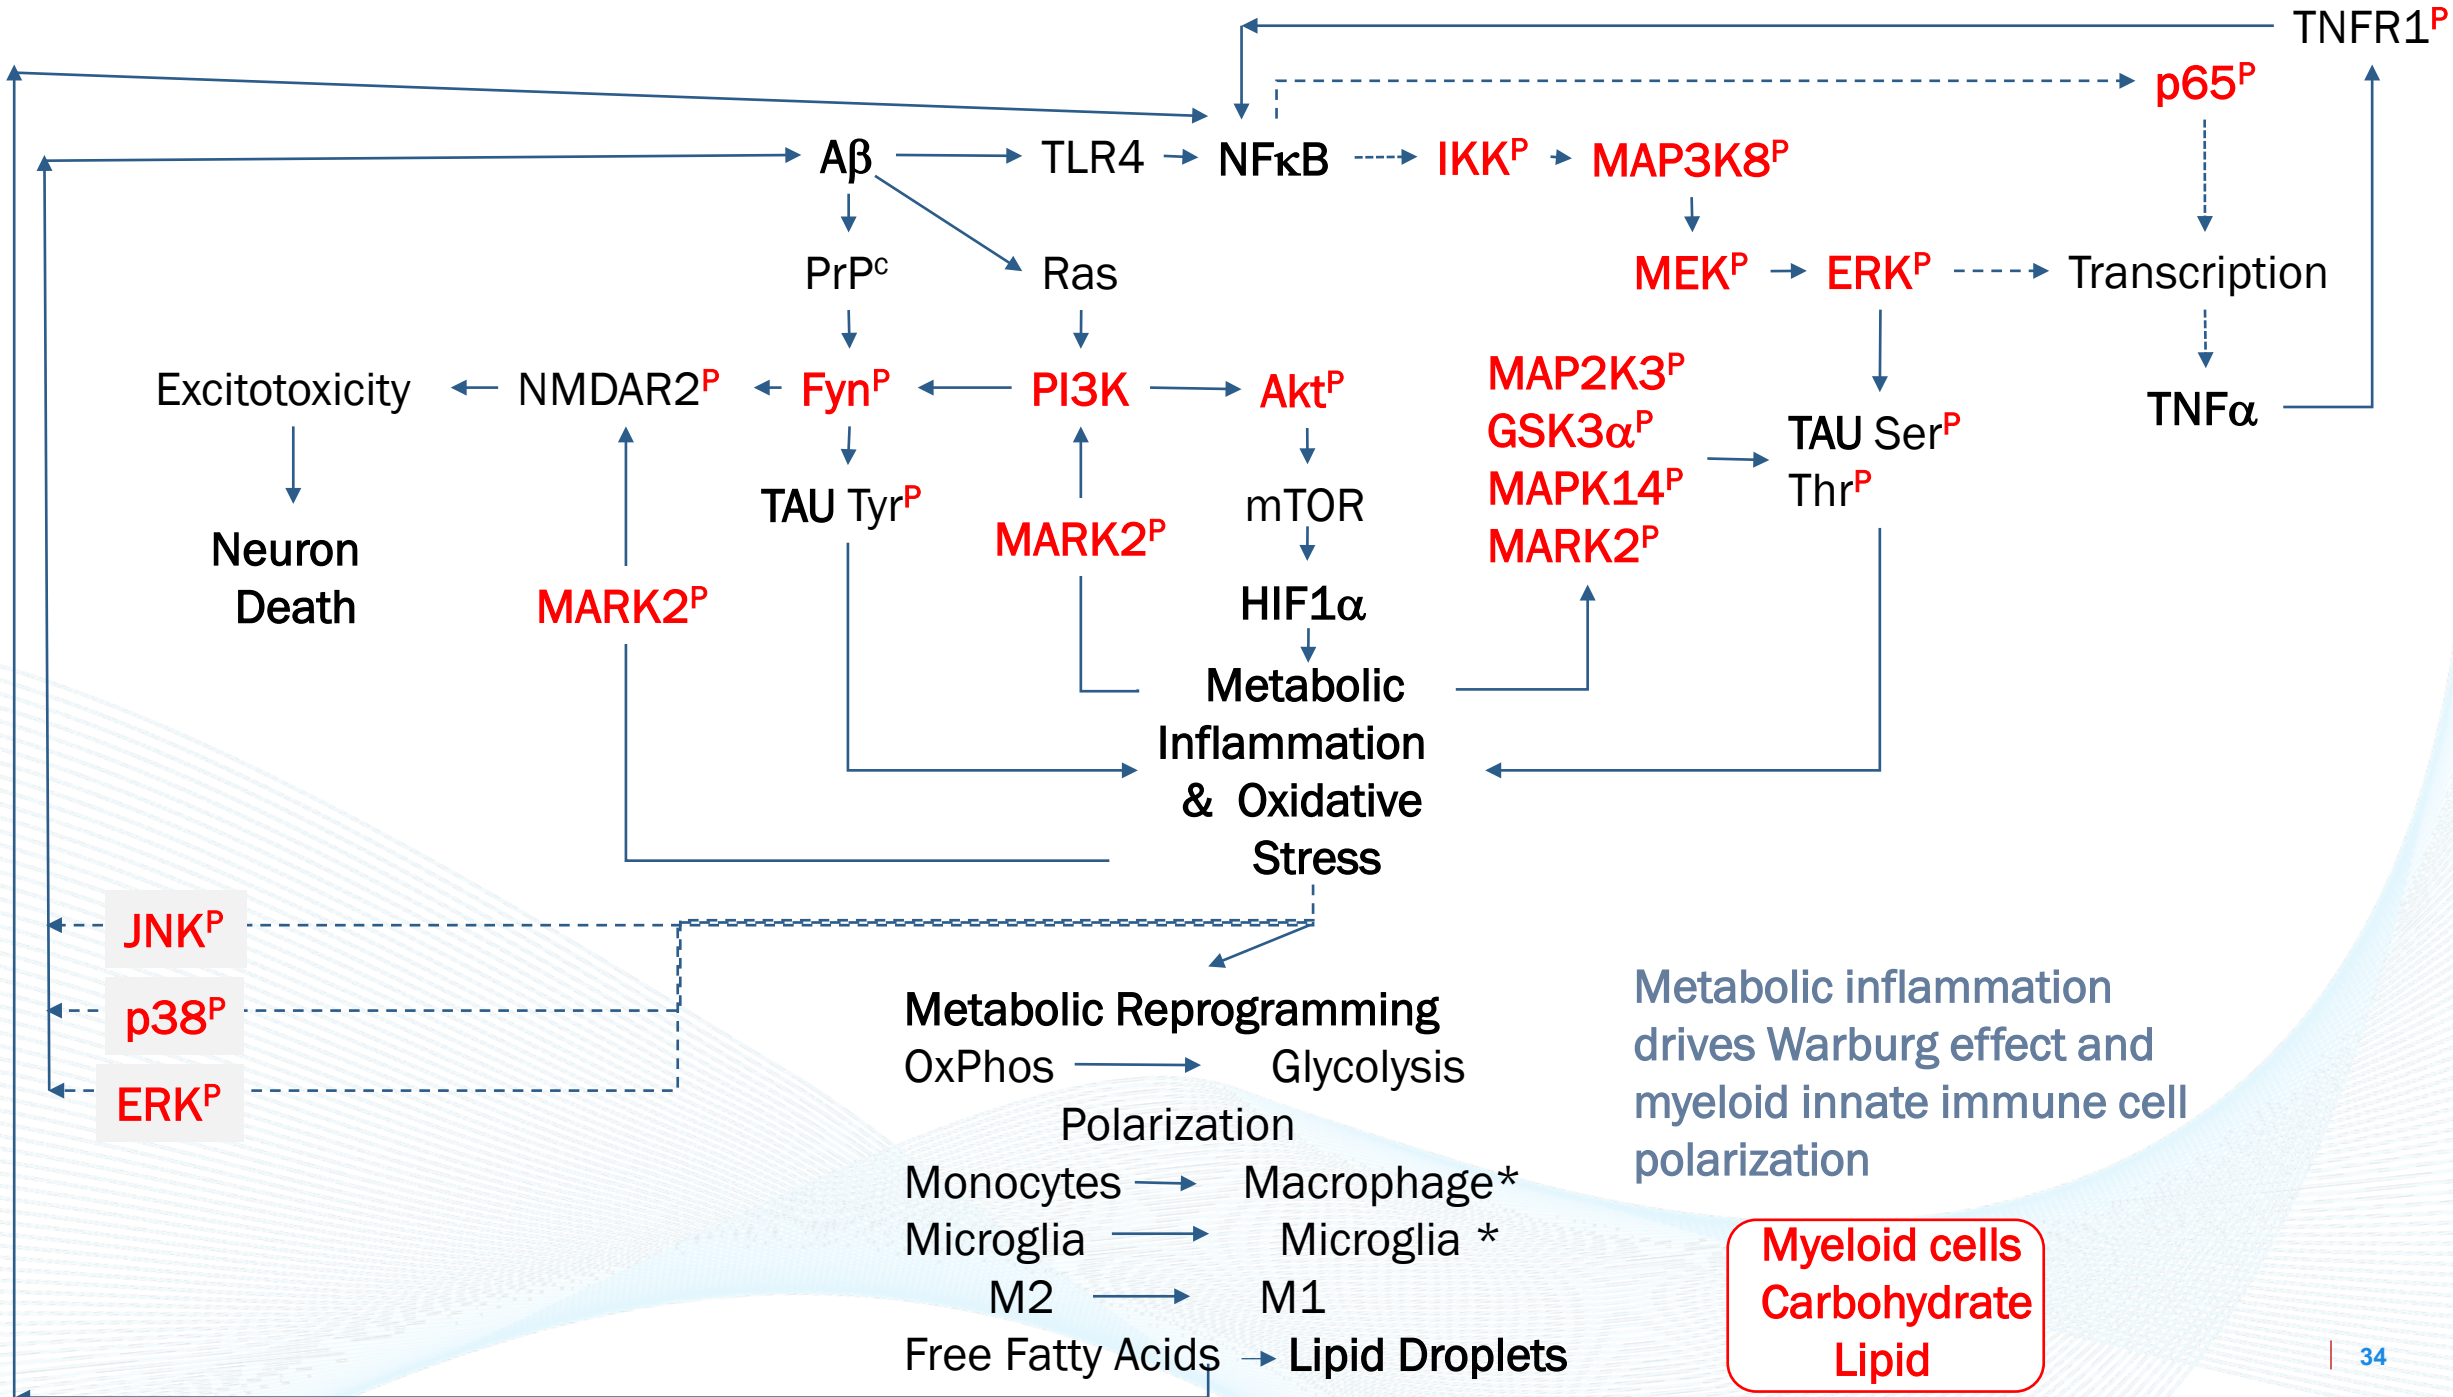 TNFR1P
p65P
Aβ TLR4 NFκB IKKP MAP3K8P
PrPc Ras MEKP ERKP Transcription
Excitotoxicity NMDAR2P FynP PI3K AktP
MAP2K3P
GSK3αP
MAPK14P
MARK2P
TAU SerP
ThrP
TNFα
TAU TyrP
MARK2P
mTOR
Neuron
Death
MARK2P
HIF1α
Metabolic
Inflammation
& Oxidative
Stress
JNKP
p38P
ERKP
Metabolic Reprogramming
OxPhos Glycolysis
Polarization
Monocytes Macrophage*
Microglia Microglia *
M2 M1
Free Fatty Acids Lipid Droplets
Metabolic inflammation
drives Warburg effect and
myeloid innate immune cell
polarization
Myeloid cells
Carbohydrate
Lipid
34